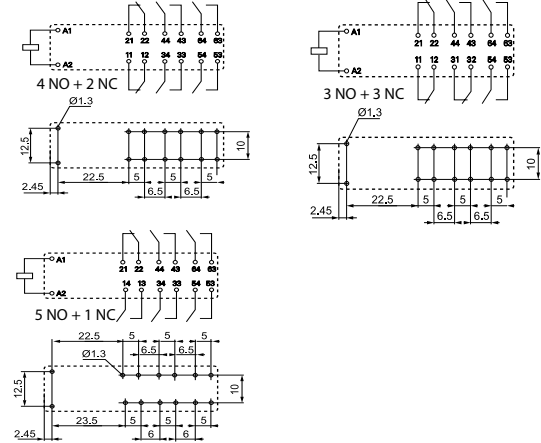 A1
21 22 44 43 64 63
11 12 34 33 54 53
A2
4 NO + 2 NC
Ø1.3
12.5
10
2.45
22.5
5 5 5
6.5 6.5
A1
21 22 44 43 64 63
11 12 31 32 54 53
A2
3 NO + 3 NC
Ø1.3
12.5
10
2.45
22.5
5 5 5
6.5 6.5
A1
21 22 44 43 64 63
14 13 34 33 54 53
A2
5 NO + 1 NC
22.5
5 5 5
6.5 6.5
Ø1.3
12.5
10
23.5
5 5 5
2.45
6 6